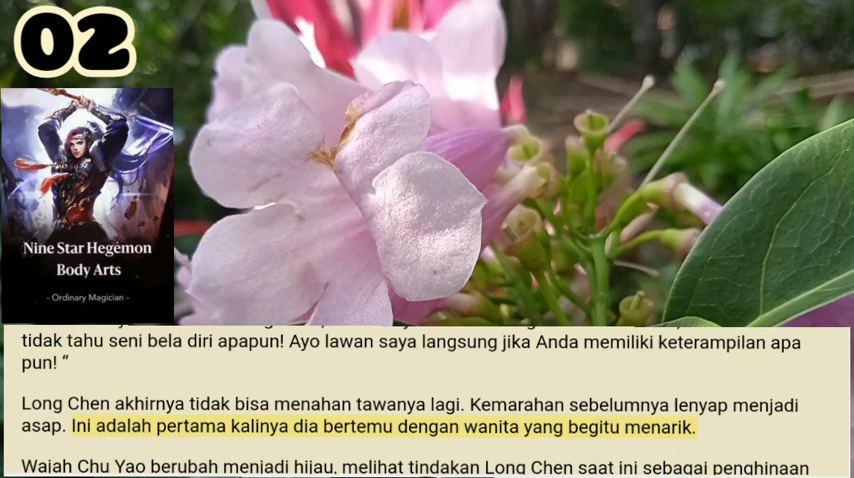 02
Nine Star Hegemon
Body Arts
- Ordinary Magician -
tidak tahu seni bela diri apapun! Ayo lawan saya langsung jika Anda memiliki keterampilan apa
pun! “
Long Chen akhirnya tidak bisa menahan tawanya lagi. Kemarahan sebelumnya lenyap menjadi
asap. Ini adalah pertama kalinya dia bertemu dengan wanita yang begitu menarik.
Wajah Chu Yao berubah menjadi hijau, melihat tindakan Long Chen saat ini sebagai penghinaan